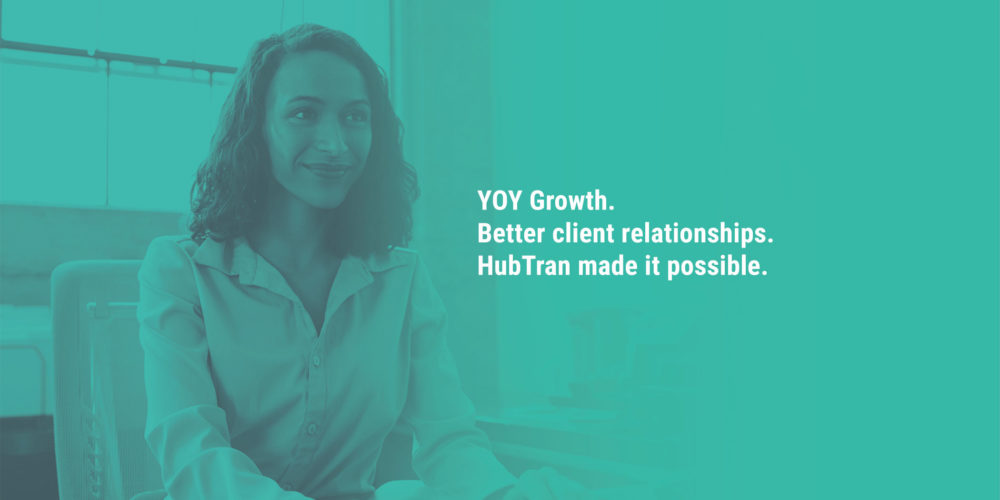 YOY Growth.
Better client relationships.
HubTran made it possible.